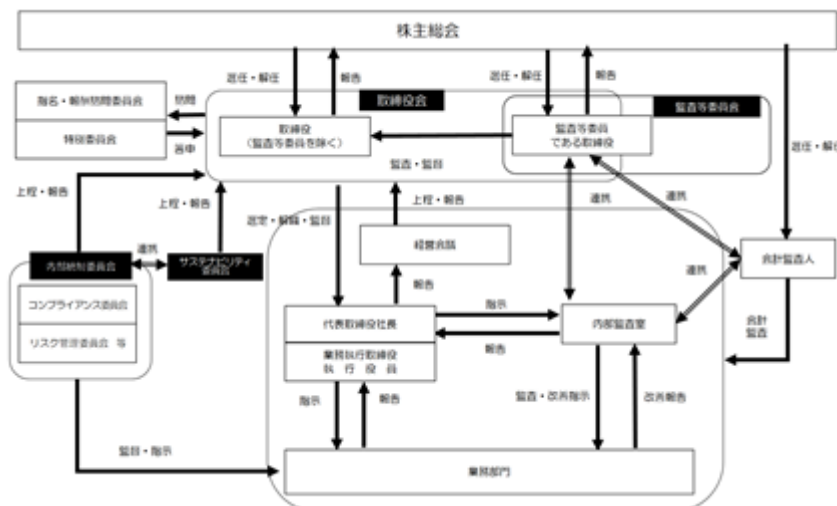 株主総会
選任・解任
報告
選任・解任
報告
選任・解任
指名・報酬諮問委員会
特別委員会
諮問
答申
取締役会
監査等委員会
取締役
(監査等委員を除く)
監査等委員
である取締役
監査・監督
上程・報告
上程・報告
上程・報告
選定・解職・監督
連携
連携
連携
連携
内部統制委員会
サステナビリティ
委員会
コンプライアンス委員会
リスク管理委員会 等
経営会議
報告
会計監査人
会計
監査
代表取締役社長
業務執行取締役
執 行 役 員
指示
報告
内部監査室
指示
報告
監査・改善指示
改善報告
監督・指示
業務部門